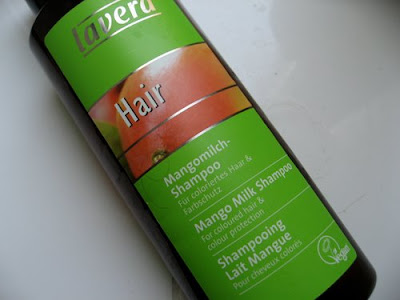 lavera
Hair
Mangomilch-
Shampoo
Für coloriertes Haar &
Farbschutz
Mango Milk Shampoo
For coloured hair &
colour protection
Shampooing
Lait Mangue
Pour cheveux colorés
Vegan